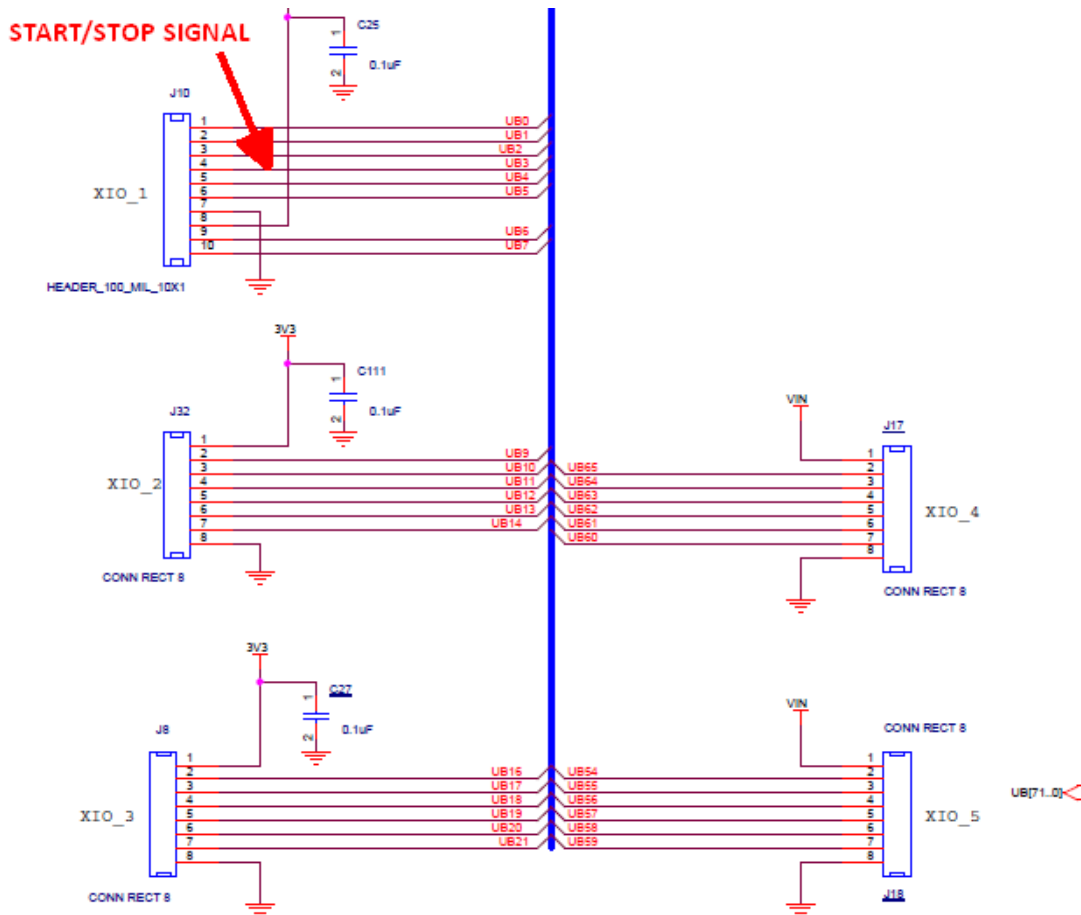 START/STOP SIGNAL
C25
1
2
0.1uF
J10
XIO_1
1
2
3
4
5
6
7
8
9
10
UB0
UB1
UB2
UB3
UB4
UB5
UB6
UB7
HEADER_100_MIL_10X1
3V3
C111
1
2
0.1uF
J32
XIO_2
1
2
3
4
5
6
7
8
UB9
UB10
UB11
UB12
UB13
UB14
CONN RECT 8
UB65
UB64
UB63
UB62
UB61
UB60
VIN
J17
1
2
3
4
5
6
7
8
XIO_4
CONN RECT 8
3V3
C27
1
2
0.1uF
J8
XIO_3
1
2
3
4
5
6
7
8
UB16
UB17
UB18
UB19
UB20
UB21
CONN RECT 8
UB54
UB55
UB56
UB57
UB58
UB59
VIN
CONN RECT 8
1
2
3
4
5
6
7
8
XIO_5
J18
UB[71..0]